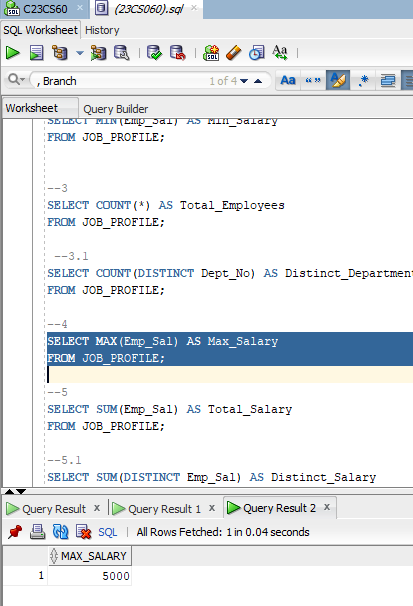 C23CS60 (23CS060).sql
SQL Worksheet History
, Branch 1 of 4
Worksheet Query Builder
SELECT MIN(Emp_Sal) AS Min_Salary
FROM JOB_PROFILE;
--3
SELECT COUNT(*) AS Total_Employees
FROM JOB_PROFILE;
--3.1
SELECT COUNT(DISTINCT Dept_No) AS Distinct_Department
FROM JOB_PROFILE;
--4
SELECT MAX(Emp_Sal) AS Max_Salary
FROM JOB_PROFILE;
--5
SELECT SUM(Emp_Sal) AS Total_Salary
FROM JOB_PROFILE;
--5.1
SELECT SUM(DISTINCT Emp_Sal) AS Distinct_Salary
Query Result x Query Result 1 x Query Result 2 x
SQL | All Rows Fetched: 1 in 0.04 seconds
MAX_SALARY
1 5000